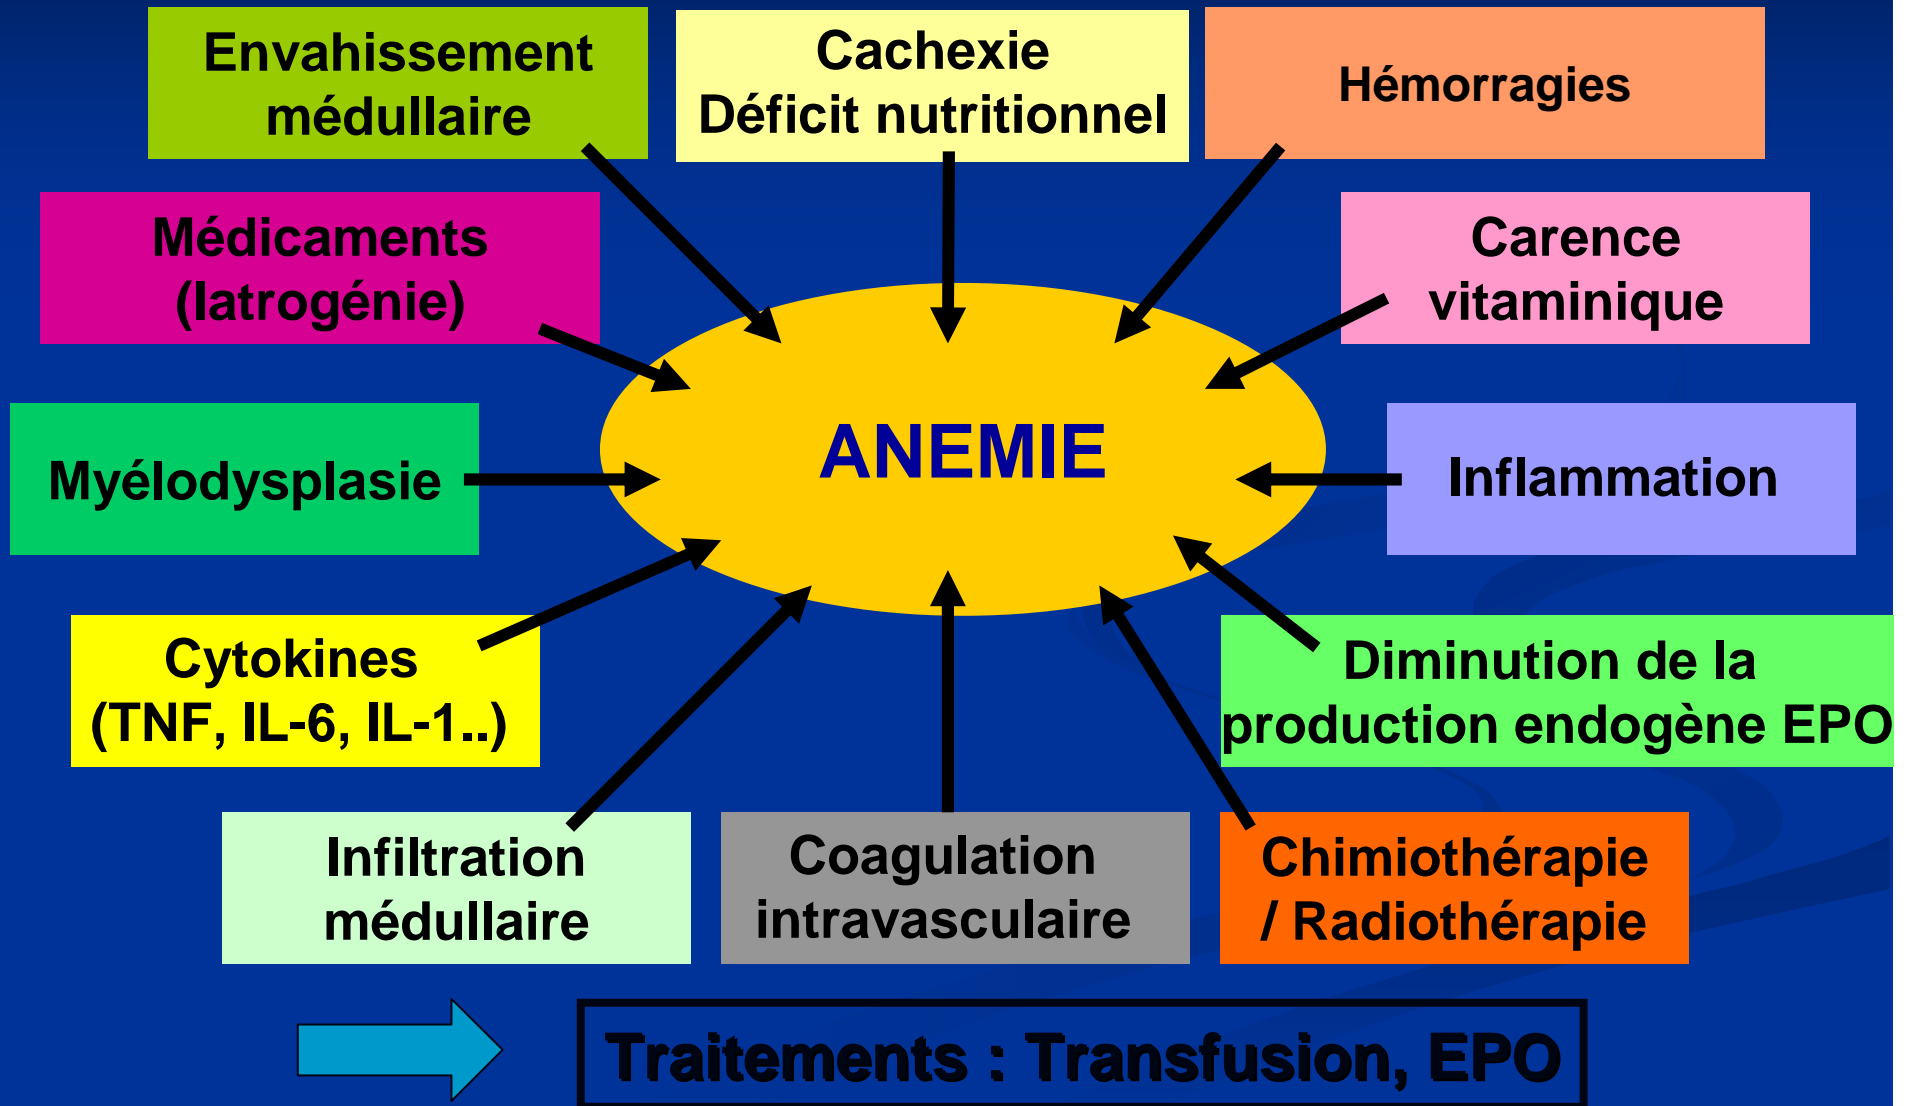 Envahissement
médullaire
Cachexie
Déficit nutritionnel
Hémorragies
Médicaments
(Iatrogénie)
Carence
vitaminique
Myélodysplasie
ANEMIE
Inflammation
Cytokines
(TNF, IL-6, IL-1..)
Diminution de la
production endogène EPO
Infiltration
médullaire
Coagulation
intravasculaire
Chimiothérapie
/ Radiothérapie
Traitements : Transfusion, EPO